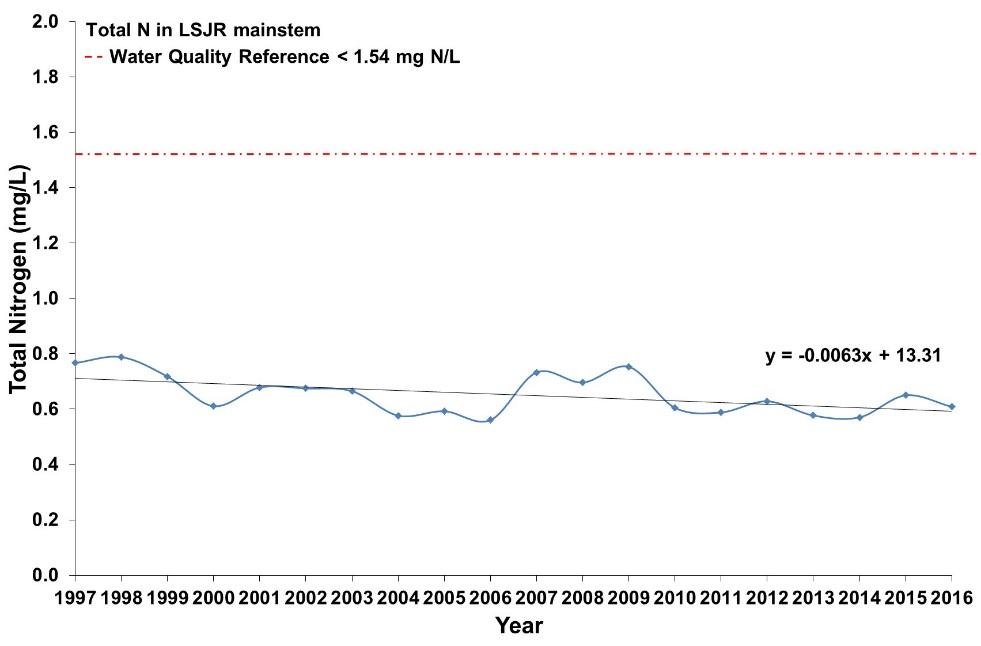 Total N in LSJR mainstem
Water Quality Reference < 1.54 mg N/L
2.0
1.8
1.6
1.4
1.2
1.0
0.8
0.6
0.4
0.2
0.0
Total Nitrogen (mg/L)
y = -0.0063x + 13.31
1997 1998 1999 2000 2001 2002 2003 2004 2005 2006 2007 2008 2009 2010 2011 2012 2013 2014 2015 2016
Year